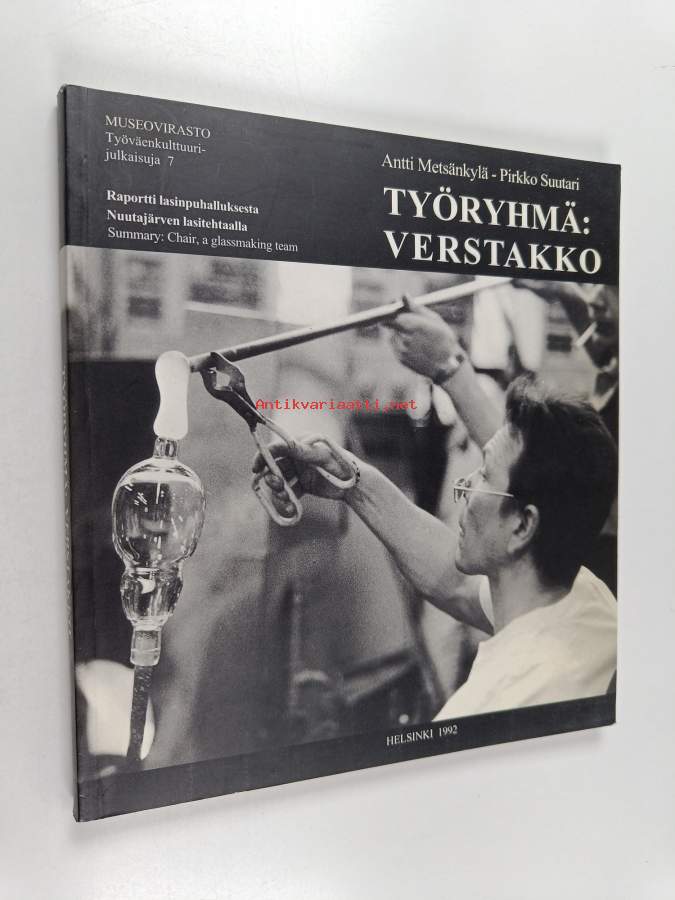 MUSEOVIRASTO
Työväenkulttuuri-
julkaisuja 7
Raportti lasinpuhalluksesta
Nuutajärven lasitehtaalla
Summary: Chair, a glassmaking team
Antti Metsänkylä - Pirkko Suutari
TYÖRYHMÄ:
VERSTAKKO
Antikvariaatti.net
HELSINKI 1992